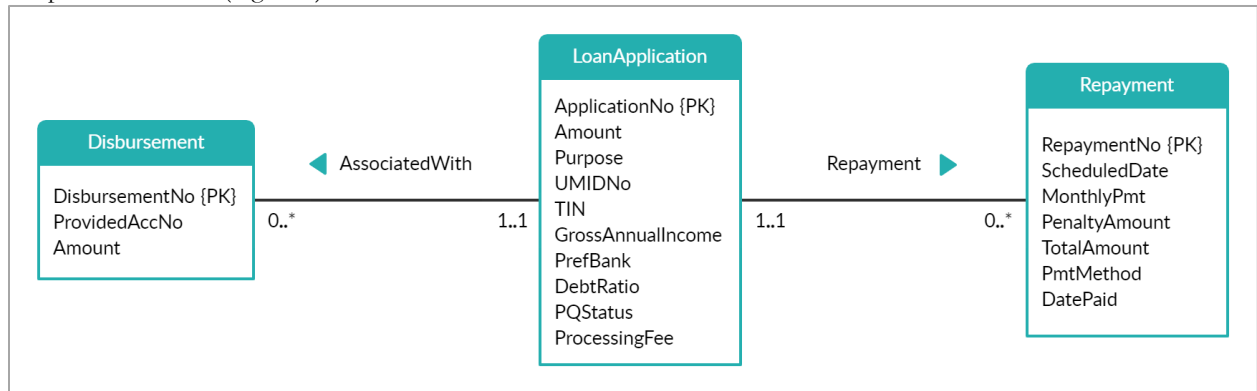 Disbursement
DisbursementNo {PK}
ProvidedAccNo
Amount
AssociatedWith
0..*
1..1
LoanApplication
ApplicationNo {PK}
Amount
Purpose
UMIDNo
TIN
GrossAnnualIncome
PrefBank
DebtRatio
PQStatus
ProcessingFee
Repayment
1..1
0..*
Repayment
RepaymentNo {PK}
ScheduledDate
MonthlyPmt
PenaltyAmount
TotalAmount
PmtMethod
DatePaid